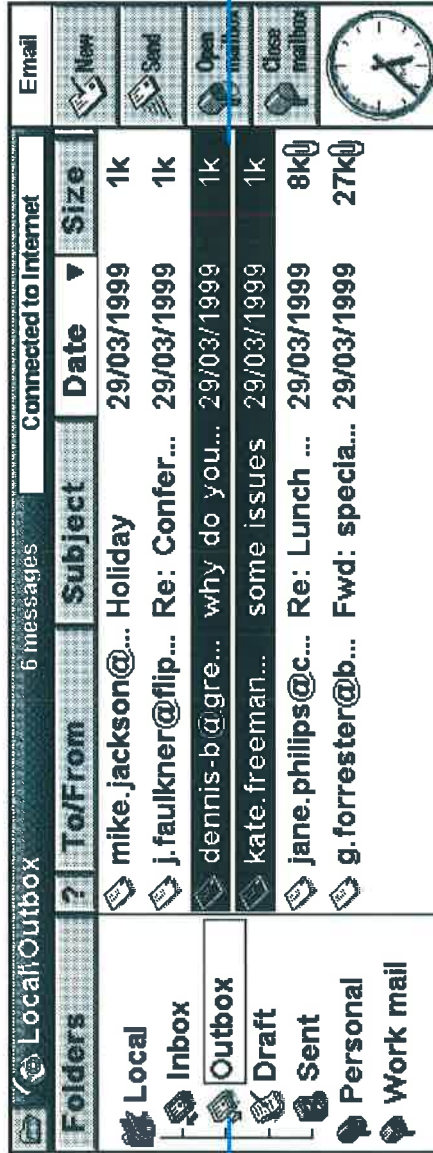 Local\Outbox 6 messages Connected to Internet Email
Folders ? To/From Subject Date Size
Local
Inbox
Outbox
Draft
Sent
Personal
Work mail
mike.jackson@... Holiday 29/03/1999 1k
j.faulkner@flip... Re: Confer... 29/03/1999 1k
dennis-b@gre... why do you... 29/03/1999 1k
kate.freeman... some issues 29/03/1999 1k
jane.philips@c... Re: Lunch ... 29/03/1999 8k
g.forrester@b... Fwd: specia... 29/03/1999 27k
New
Send
Open
mailbox
Close
mailbox